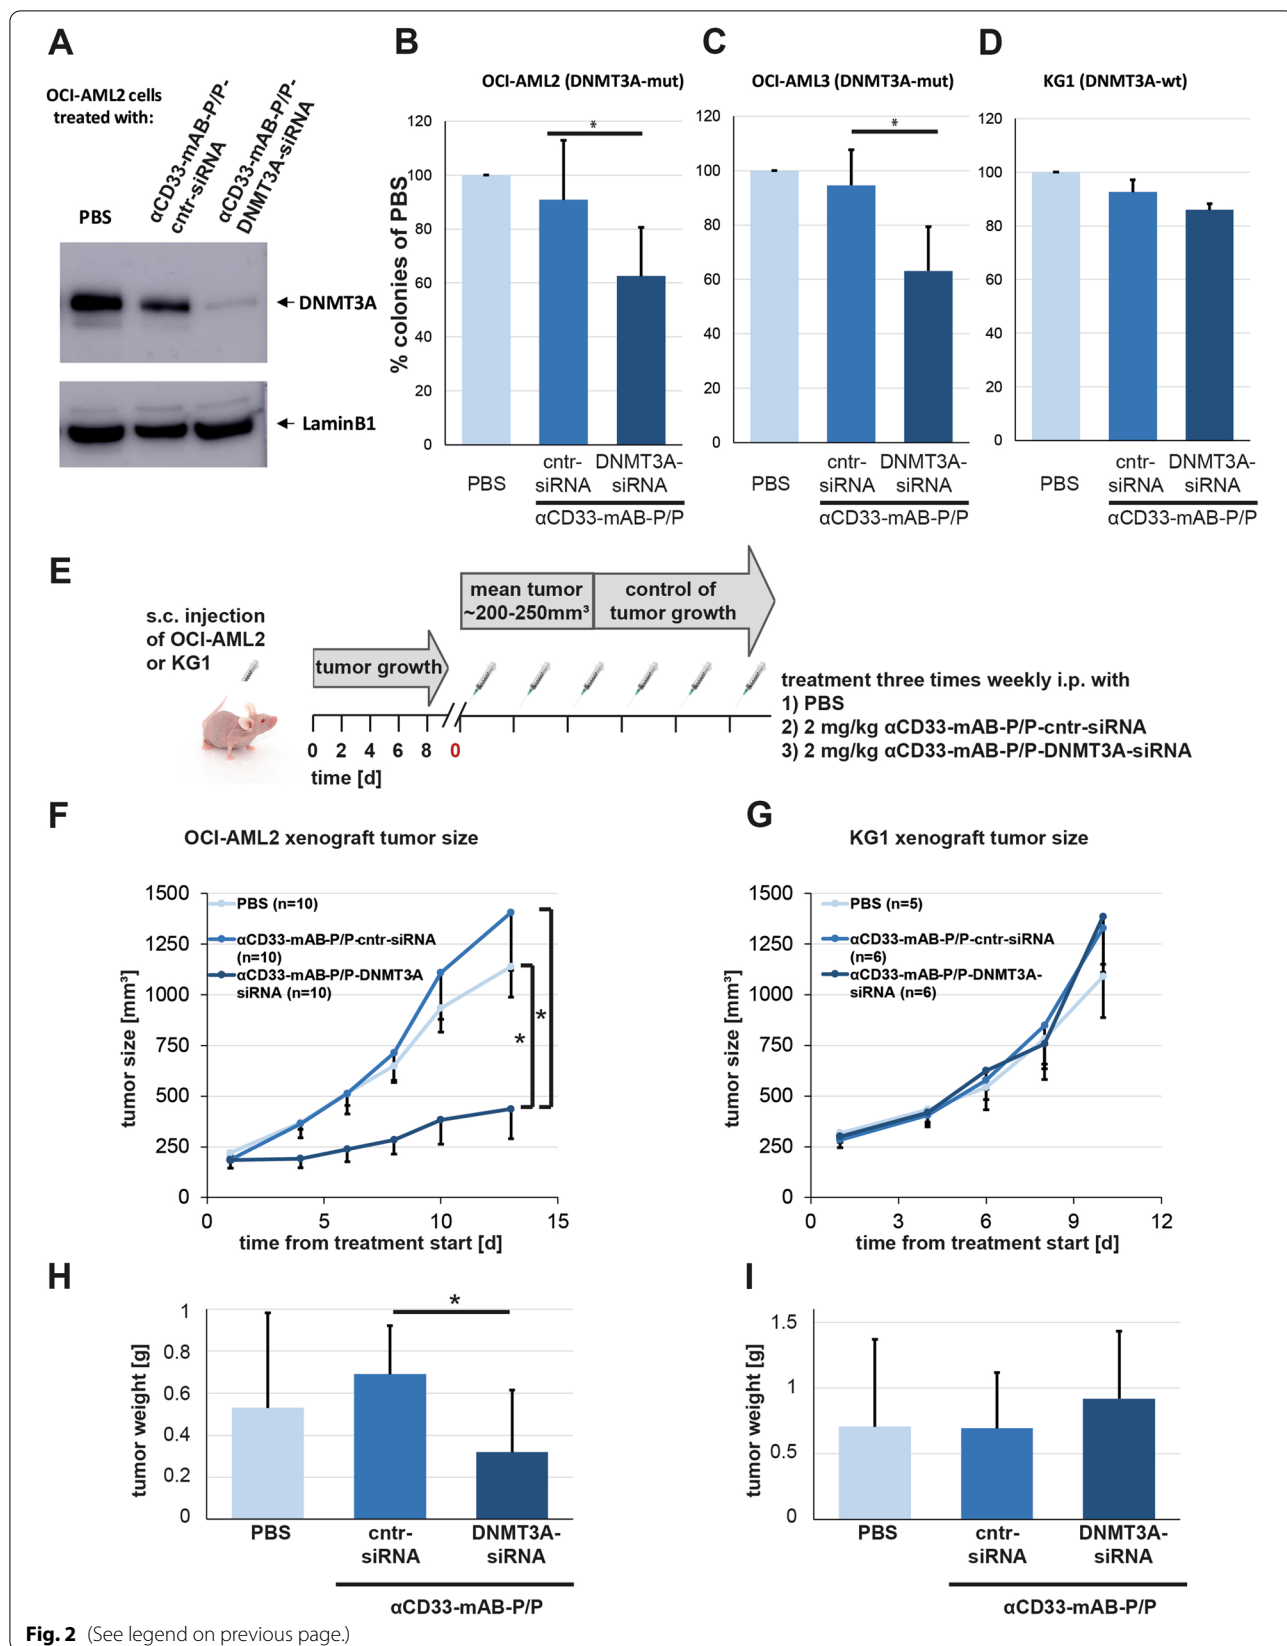 A
OCI-AML2 cells
treated with:
PBS
αCD33-mAB-P/P-
cntr-siRNA
αCD33-mAB-P/P-
DNMT3A-siRNA
DNMT3A
LaminB1
B
OCI-AML2 (DNMT3A-mut)
% colonies of PBS
120
100
80
60
40
20
0
*
PBS
cntr-
siRNA
DNMT3A-
siRNA
αCD33-mAB-P/P
C
OCI-AML3 (DNMT3A-mut)
120
100
80
60
40
20
0
*
PBS
cntr-
siRNA
DNMT3A-
siRNA
αCD33-mAB-P/P
D
KG1 (DNMT3A-wt)
120
100
80
60
40
20
0
PBS
cntr-
siRNA
DNMT3A-
siRNA
αCD33-mAB-P/P
E
s.c. injection
of OCI-AML2
or KG1
tumor growth
mean tumor
~200-250mm³
control of
tumor growth
0 2 4 6 8 0
time [d]
treatment three times weekly i.p. with
1) PBS
2) 2 mg/kg αCD33-mAB-P/P-cntr-siRNA
3) 2 mg/kg αCD33-mAB-P/P-DNMT3A-siRNA
F
OCI-AML2 xenograft tumor size
tumor size [mm³]
1500
1250
1000
750
500
250
0
PBS (n=10)
αCD33-mAB-P/P-cntr-siRNA
(n=10)
αCD33-mAB-P/P-DNMT3A
siRNA (n=10)
*
*
0 5 10 15
time from treatment start [d]
G
KG1 xenograft tumor size
tumor size [mm³]
1500
1250
1000
750
500
250
0
PBS (n=5)
αCD33-mAB-P/P-cntr-siRNA
(n=6)
αCD33-mAB-P/P-DNMT3A-
siRNA (n=6)
0 3 6 9 12
time from treatment start [d]
H
tumor weight [g]
1
0.8
0.6
0.4
0.2
0
*
PBS
cntr-
siRNA
DNMT3A-
siRNA
αCD33-mAB-P/P
I
tumor weight [g]
1.5
1
0.5
0
PBS
cntr-
siRNA
DNMT3A-
siRNA
αCD33-mAB-P/P
Fig. 2 (See legend on previous page.)